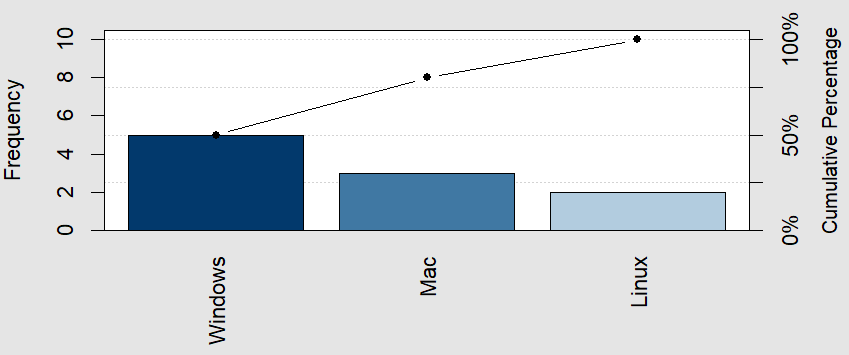 Frequency
10
8
6
4
2
0
100%
50%
0%
Cumulative Percentage
Windows
Mac
Linux